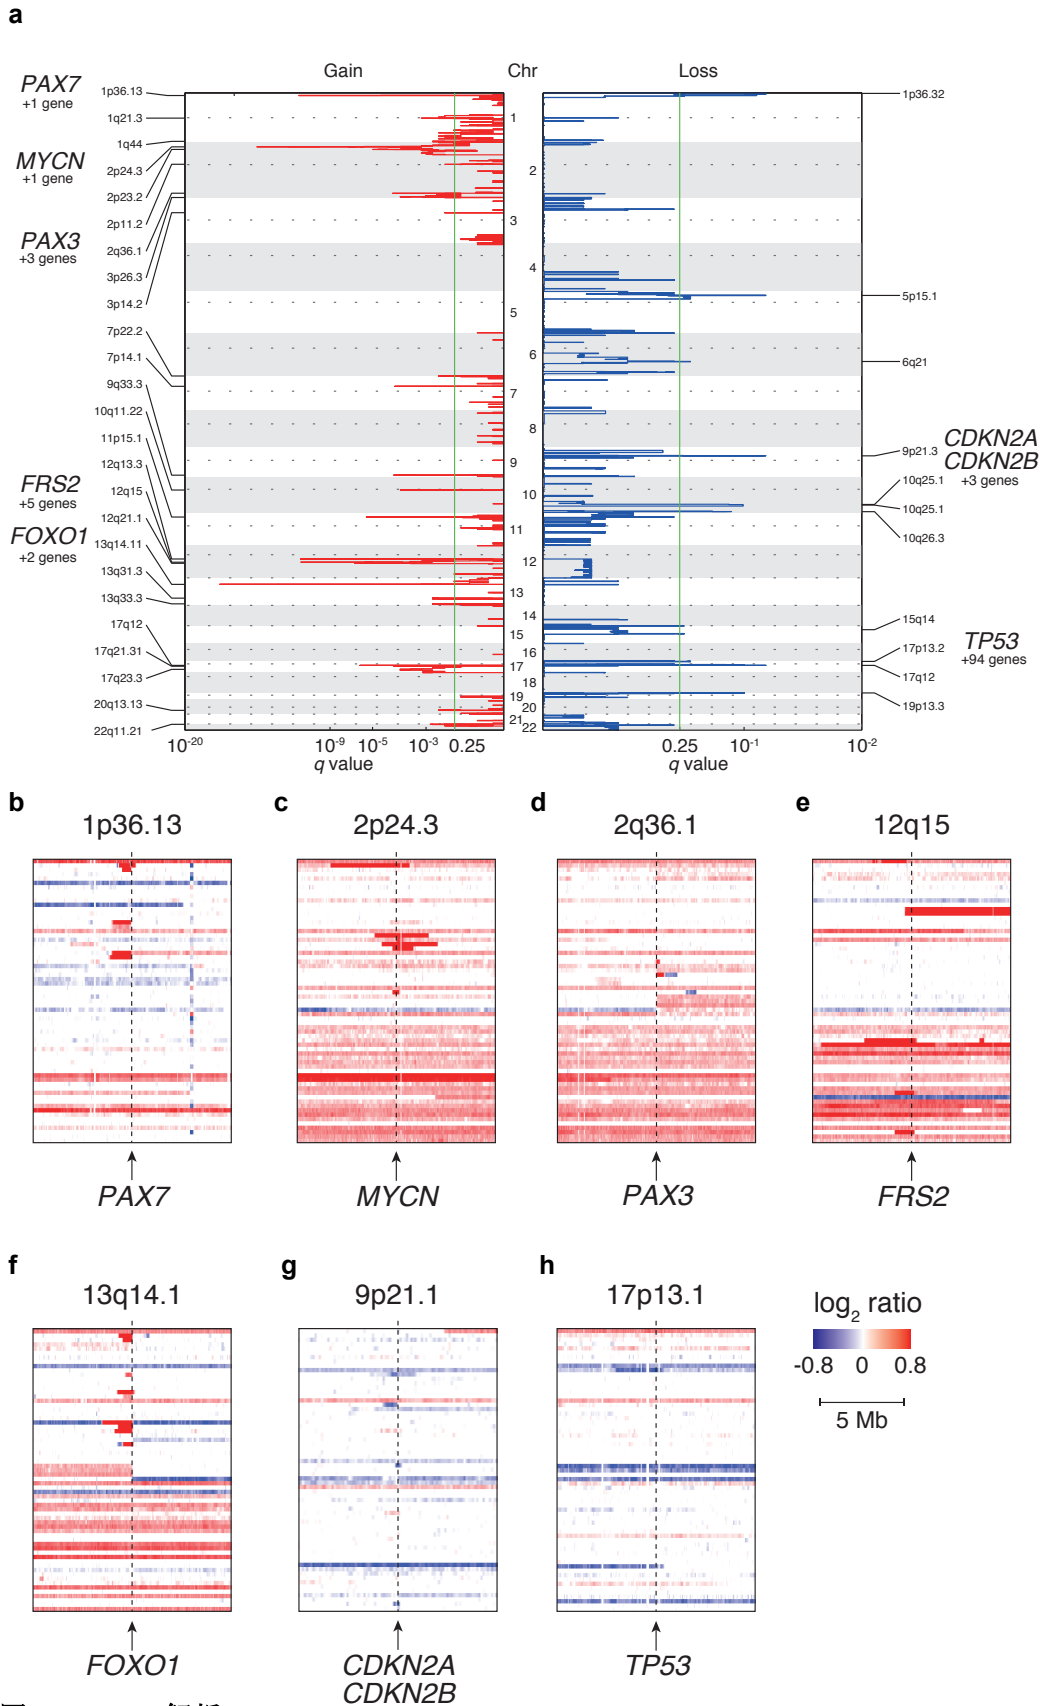 a
Gain
Chr
Loss
PAX7
+1 gene
MYCN
+1 gene
PAX3
+3 genes
FRS2
+5 genes
FOXO1
+2 genes
1p36.13
1q21.3
1q44
2p24.3
2p23.2
2p11.2
2q36.1
3p26.3
3p14.2
7p22.2
7p14.1
9q33.3
10q11.22
11p15.1
12q13.3
12q15
12q21.1
13q14.11
13q31.3
13q33.3
17q12
17q21.31
17q23.3
20q13.13
22q11.21
1
2
3
4
5
6
7
8
9
10
11
12
13
14
15
16
17
18
19
20
21
22
1p36.32
5p15.1
6q21
9p21.3
10q25.1
10q25.1
10q26.3
15q14
17p13.2
17q12
19p13.3
CDKN2A
CDKN2B
+3 genes
TP53
+94 genes
10-20 10-9 10-5 10-3 0.25
q value
0.25 10-1 10-2
q value
b
1p36.13
PAX7
c
2p24.3
MYCN
d
2q36.1
PAX3
e
12q15
FRS2
f
13q14.1
FOXO1
g
9p21.1
CDKN2A
CDKN2B
h
17p13.1
TP53
log2 ratio
-0.8 0 0.8
5 Mb